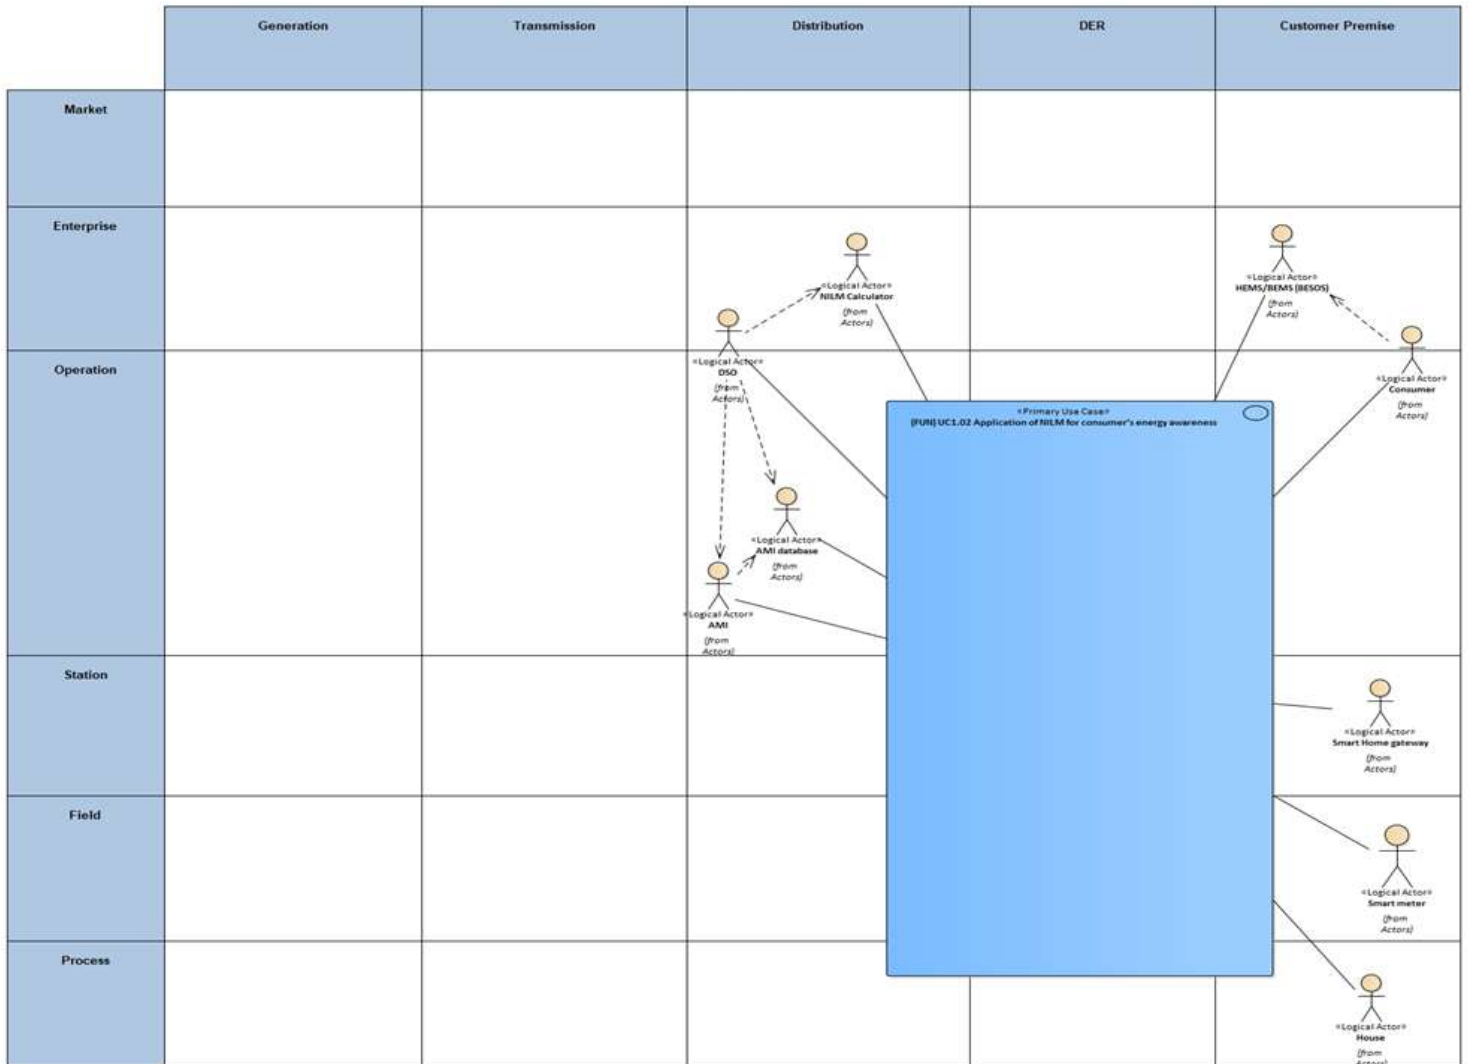 Generation
Transmission
Distribution
DER
Customer Premise
Market
Enterprise
«Logical Actor»
NILM Calculator
(from
Actors)
«Logical Actor»
HEMS/BEMS (BESOS)
(from
Actors)
Operation
«Logical Actor»
DSO
(from
Actors)
«Logical Actor»
Consumer
(from
Actors)
«Primary Use Case»
(FUN) UC1.02 Application of NILM for consumer's energy awareness
«Logical Actor»
AMI database
(from
Actors)
«Logical Actor»
AMI
(from
Actors)
Station
«Logical Actor»
Smart Home gateway
(from
Actors)
Field
«Logical Actor»
Smart meter
(from
Actors)
Process
«Logical Actor»
House
(from